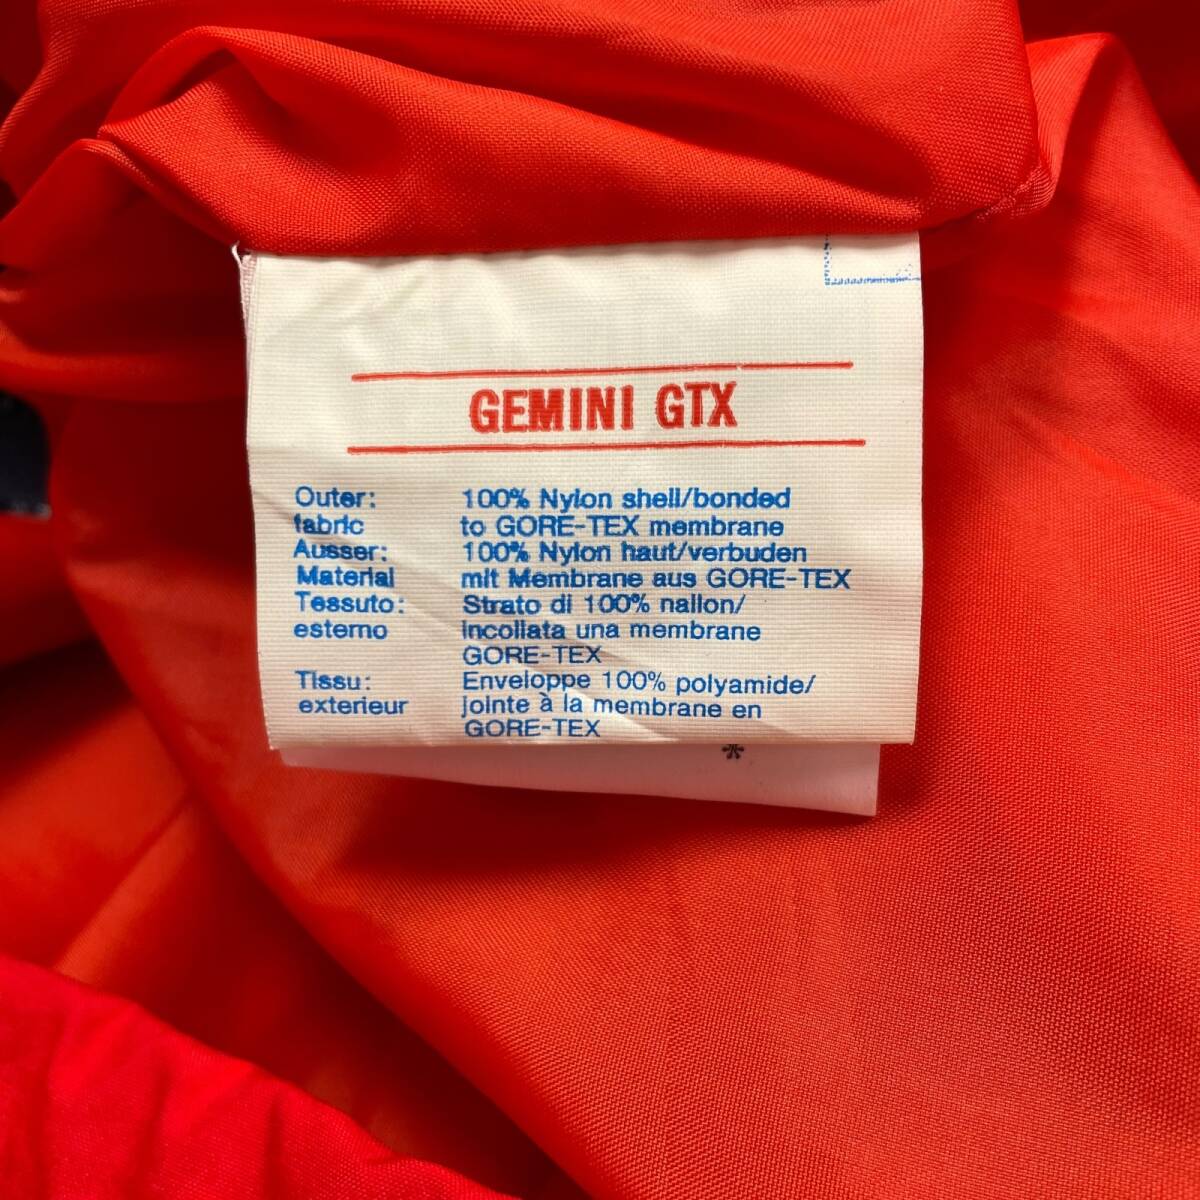 GEMINI GTX
Outer: 100% Nylon shell/bonded
fabric to GORE-TEX membrane
Ausser: 100% Nylon haut/verbuden
Material mit Membrane aus GORE-TEX
Tessuto: Strato di 100% nailon/
esterno incollata una membrane
GORE-TEX
Tissu: Enveloppe 100% polyamide/
exterieur jointe à la membrane en
GORE-TEX